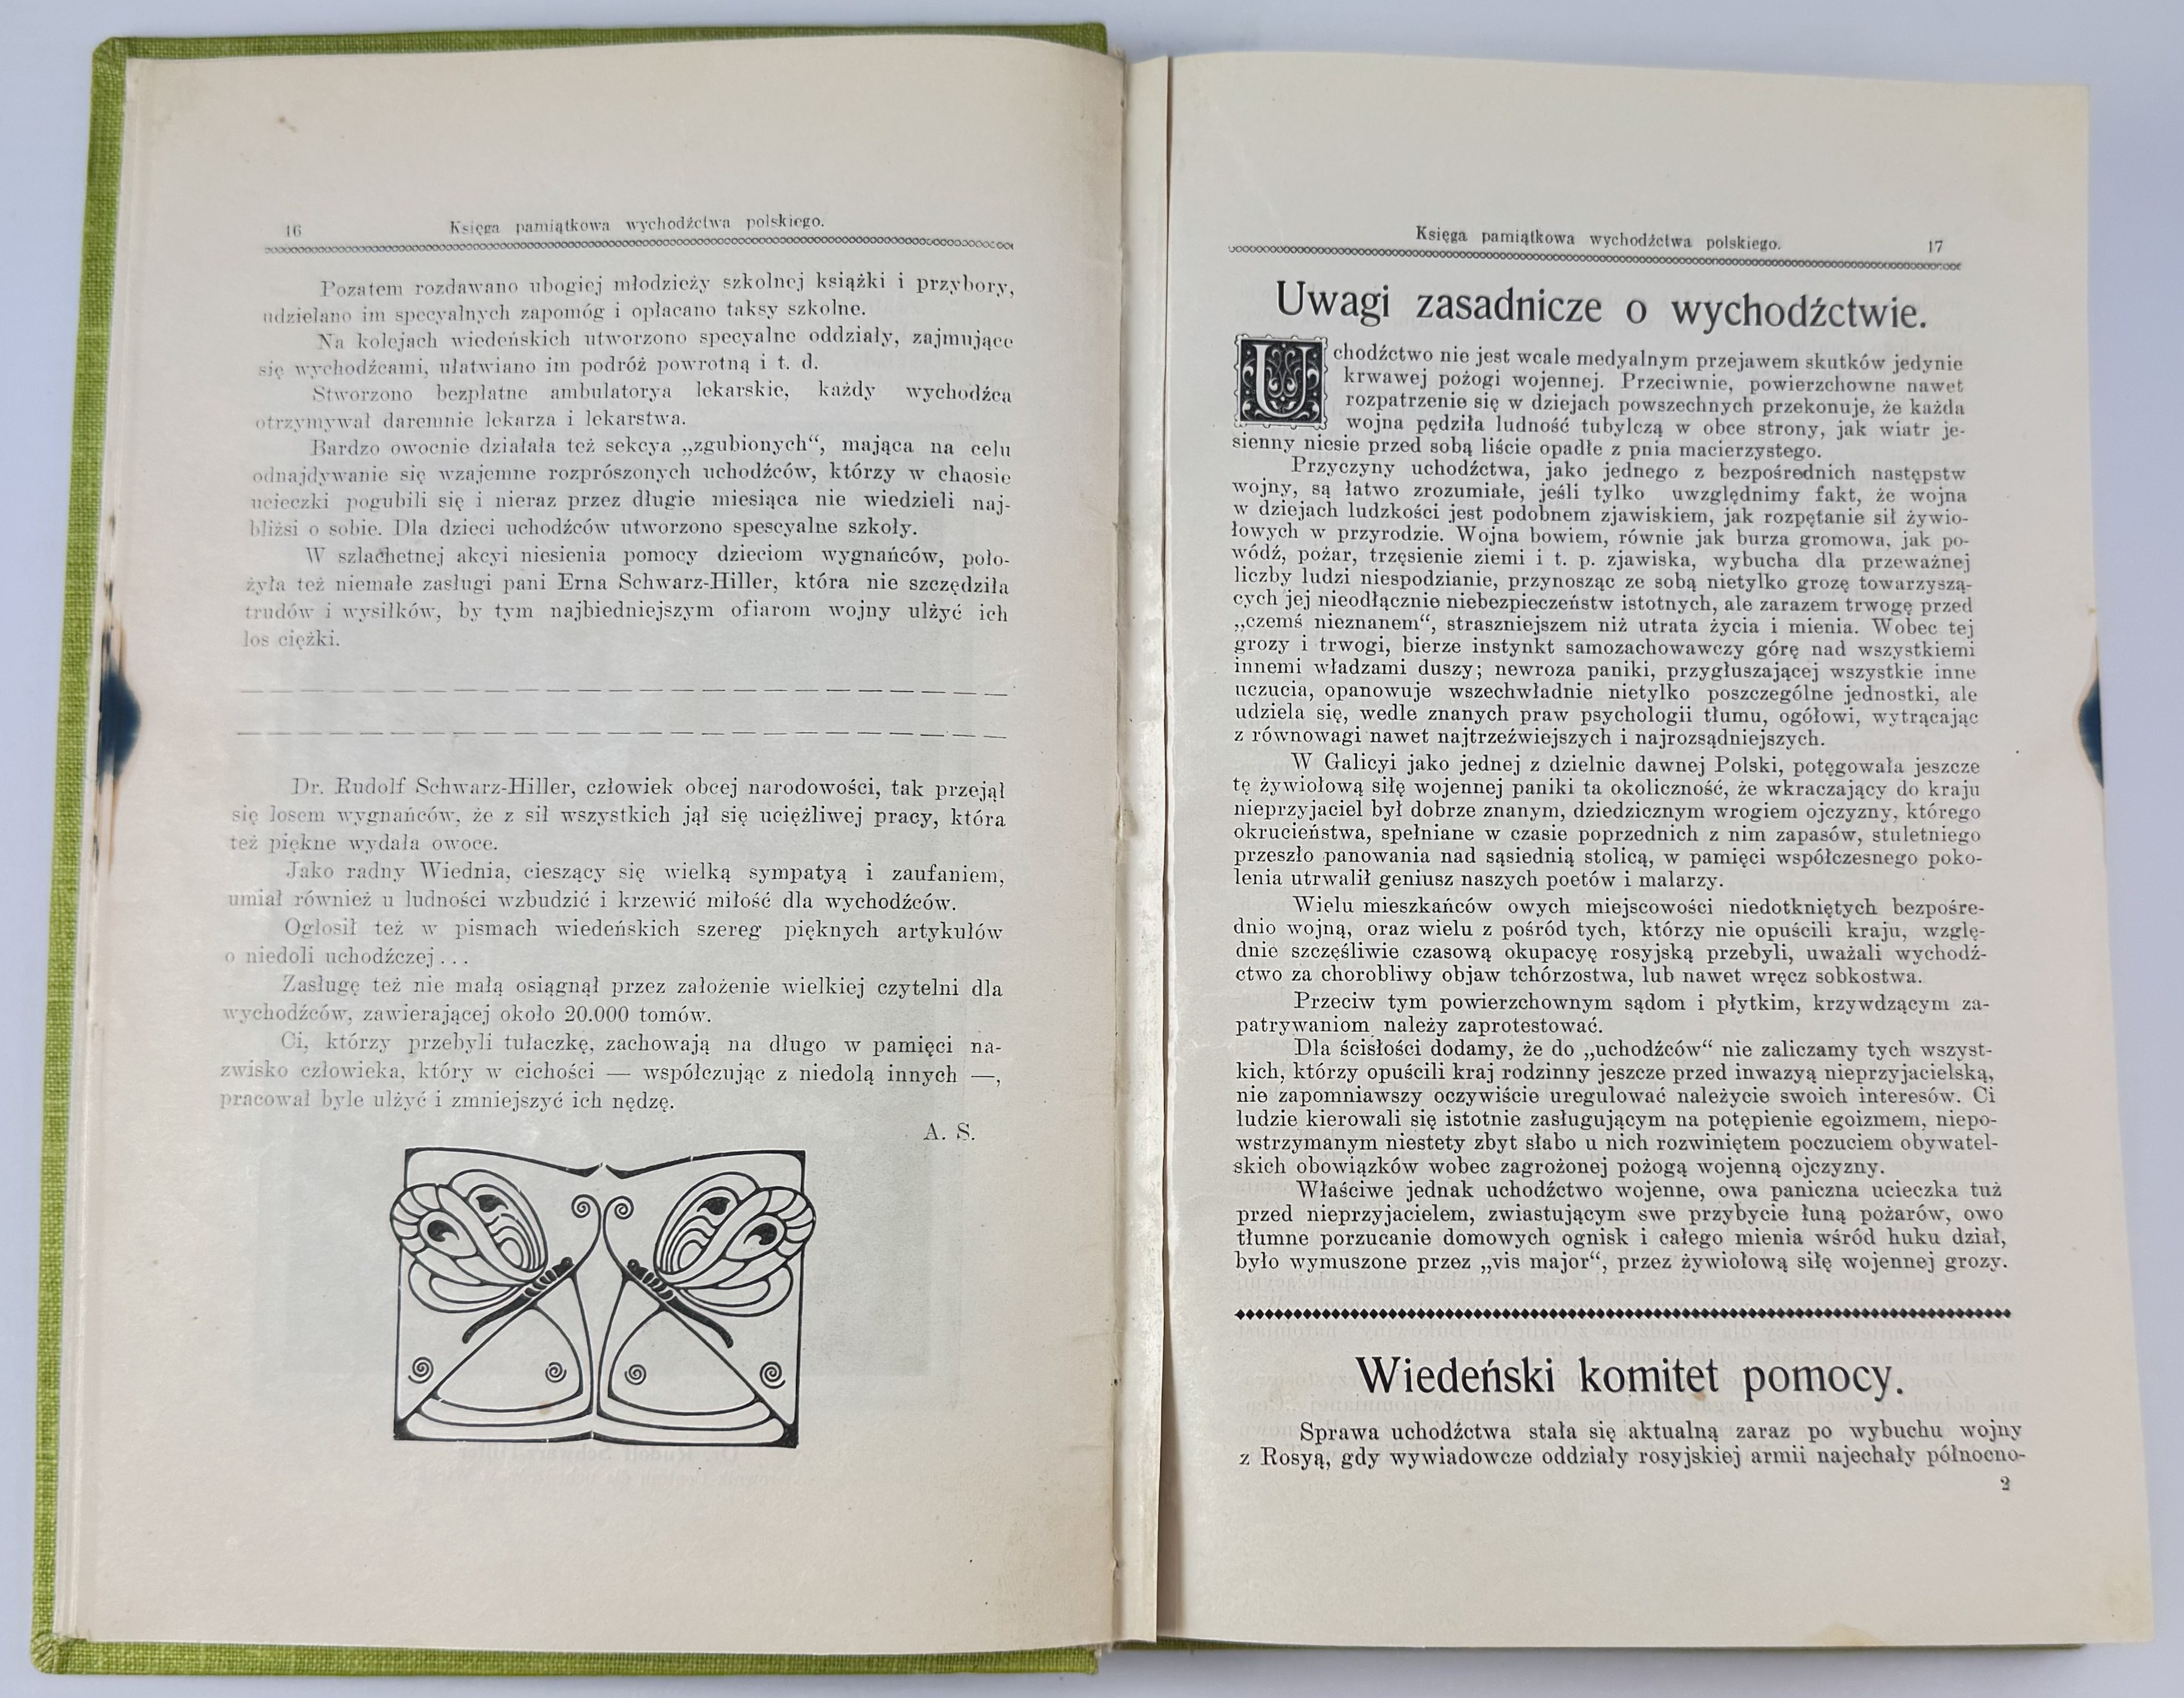 16 Księga pamiątkowa wychodźctwa polskiego.
Pozatem rozdawano ubogiej młodzieży szkolnej książki i przybory,
udzielano im specyalnych zapomóg i opłacano taksy szkolne.
Na kolejach wiedeńskich utworzono specyalne oddziały, zajmujące
się wychodźcami, ułatwiano im podróż powrotną i t. d.
Stworzono bezpłatne ambulatorya lekarskie, każdy wychodźca
otrzymywał daremnie lekarza i lekarstwa.
Bardzo owocnie działała też sekcya „zgubionych“, mająca na celu
odnajdywanie się wzajemne rozprószonych uchodźców, którzy w chaosie
ucieczki pogubili się i nieraz przez długie miesiąca nie wiedzieli naj-
bliżsi o sobie. Dla dzieci uchodźców utworzono spescyalne szkoły.
W szlachetnej akcyi niesienia pomocy dzieciom wygnańców, poło-
żyła też niemałe zasługi pani Erna Schwarz-Hiller, która nie szczędziła
trudów i wysiłków, by tym najbiedniejszym ofiarom wojny ulżyć ich
los ciężki.
Dr. Rudolf Schwarz-Hiller, człowiek obcej narodowości, tak przejął
się losem wygnańców, że z sił wszystkich jął się uciężliwej pracy, która
też piękne wydała owoce.
Jako radny Wiednia, cieszący się wielką sympatyą i zaufaniem,
umiał również u ludności wzbudzić i krzewić miłość dla wychodźców.
Ogłosił też w pismach wiedeńskich szereg pięknych artykułów
o niedoli uchodźczej . . .
Zasługę też nie małą osiągnął przez założenie wielkiej czytelni dla
wychodźców, zawierającej około 20.000 tomów.
Ci, którzy przebyli tułaczkę, zachowają na długo w pamięci na-
zwisko człowieka, który w cichości — współczując z niedolą innych —,
pracował byle ulżyć i zmniejszyć ich nędzę.
A. S.
Księga pamiątkowa wychodźctwa polskiego. 17
Uwagi zasadnicze o wychodźctwie.
Uchodźctwo nie jest wcale medyalnym przejawem skutków jedynie
krwawej pożogi wojennej. Przeciwnie, powierzchowne nawet
rozpatrzenie się w dziejach powszechnych przekonuje, że każda
wojna pędziła ludność tubylczą w obce strony, jak wiatr je-
sienny niesie przed sobą liście opadłe z pnia macierzystego.
Przyczyny uchodźctwa, jako jednego z bezpośrednich następstw
wojny, są łatwo zrozumiałe, jeśli tylko uwzględnimy fakt, że wojna
w dziejach ludzkości jest podobnem zjawiskiem, jak rozpętanie sił żywio-
łowych w przyrodzie. Wojna bowiem, równie jak burza gromowa, jak po-
wódź, pożar, trzęsienie ziemi i t. p. zjawiska, wybucha dla przeważnej
liczby ludzi niespodzianie, przynosząc ze sobą nietylko grozę towarzyszą-
cych jej nieodłącznie niebezpieczeństw istotnych, ale zarazem trwogę przed
„czemś nieznanem“, straszniejszem niż utrata życia i mienia. Wobec tej
grozy i trwogi, bierze instynkt samozachowawczy górę nad wszystkiemi
innemi władzami duszy; newroza paniki, przygłuszającej wszystkie inne
uczucia, opanowuje wszechwładnie nietylko poszczególne jednostki, ale
udziela się, wedle znanych praw psychologii tłumu, ogółowi, wytrącając
z równowagi nawet najtrzeźwiejszych i najrozsądniejszych.
W Galicyi jako jednej z dzielnic dawnej Polski, potęgowała jeszcze
tę żywiołową siłę wojennej paniki ta okoliczność, że wkraczający do kraju
nieprzyjaciel był dobrze znanym, dziedzicznym wrogiem ojczyzny, którego
okrucieństwa, spełniane w czasie poprzednich z nim zapasów, stuletniego
przeszło panowania nad sąsiednią stolicą, w pamięci współczesnego poko-
lenia utrwalił geniusz naszych poetów i malarzy.
Wielu mieszkańców owych miejscowości niedotkniętych bezpośre-
dnio wojną, oraz wielu z pośród tych, którzy nie opuścili kraju, wzglę-
dnie szczęśliwie czasową okupacyę rosyjską przebyli, uważali wychodź-
ctwo za chorobliwy objaw tchórzostwa, lub nawet wręcz sobkostwa.
Przeciw tym powierzchownym sądom i płytkim, krzywdzącym za-
patrywaniom należy zaprotestować.
Dla ścisłości dodamy, że do „uchodźców“ nie zaliczamy tych wszyst-
kich, którzy opuścili kraj rodzinny jeszcze przed inwazyą nieprzyjacielską,
nie zapomniawszy oczywiście uregulować należycie swoich interesów. Ci
ludzie kierowali się istotnie zasługującym na potępienie egoizmem, niepo-
wstrzymanym niestety zbyt słabo u nich rozwiniętem poczuciem obywatel-
skich obowiązków wobec zagrożonej pożogą wojenną ojczyzny.
Właściwe jednak uchodźctwo wojenne, owa paniczna ucieczka tuż
przed nieprzyjacielem, zwiastującym swe przybycie łuną pożarów, owo
tłumne porzucanie domowych ognisk i całego mienia wśród huku dział,
było wymuszone przez „vis major“, przez żywiołową siłę wojennej grozy.
Wiedeński komitet pomocy.
Sprawa uchodźctwa stała się aktualną zaraz po wybuchu wojny
z Rosyą, gdy wywiadowcze oddziały rosyjskiej armii najechały północno-
2